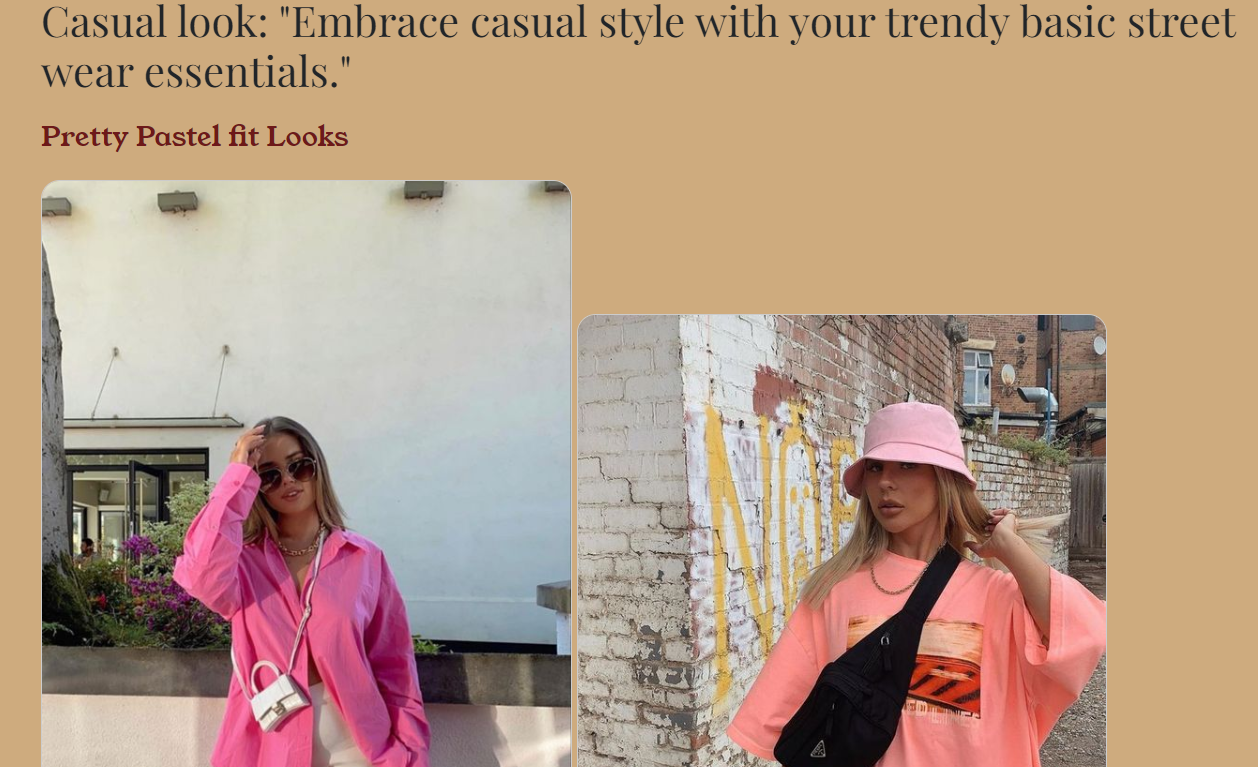 Casual look: "Embrace casual style with your trendy basic street
wear essentials."
Pretty Pastel fit Looks